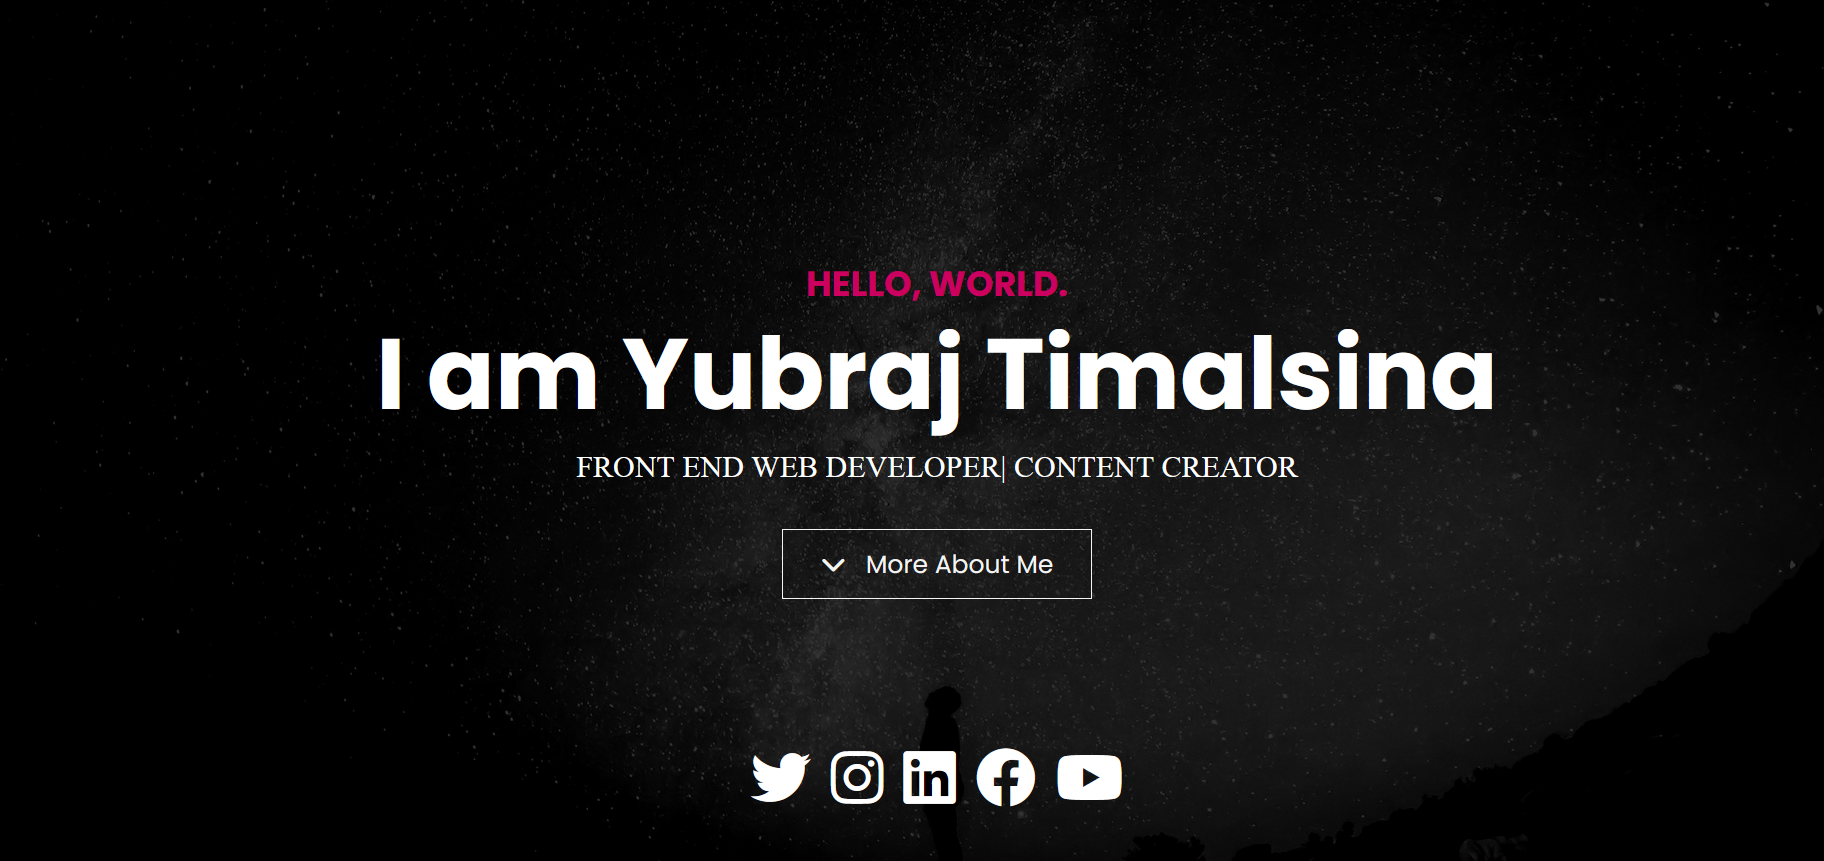 HELLO, WORLD.
I am Yubraj Timalsina
FRONT END WEB DEVELOPER| CONTENT CREATOR
More About Me